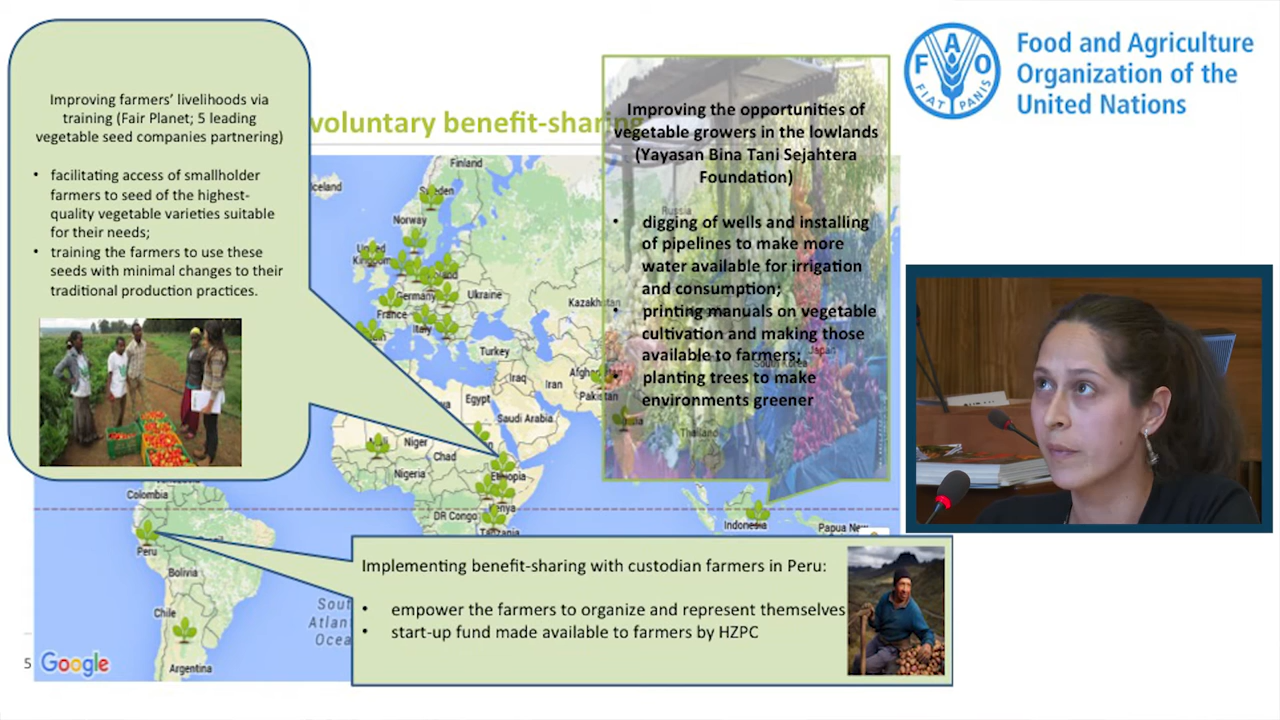 Improving farmers' livelihoods via
training (Fair Planet; 5 leading
vegetable seed companies partnering)
• facilitating access of smallholder
farmers to seed of the highest-
quality vegetable varieties suitable
for their needs;
• training the farmers to use these
seeds with minimal changes to their
traditional production practices.
voluntary benefit-sharing
Improving the opportunities of
vegetable growers in the lowlands
(Yayasan Bina Tani Sejahtera
Foundation)
• digging of wells and installing
of pipelines to make more
water available for irrigation
and consumption;
• printing manuals on vegetable
cultivation and making those
available to farmers;
• planting trees to make
environments greener
FAO
FIAT PANIS
Food and Agriculture
Organization of the
United Nations
Iceland
Finland
Sweden
Norway
United
Kingdom
Poland
Germany
Ukraine
France
Italy
Kazakhstan
Russia
Turkey
Iraq
Iran
Japan
South Korea
Egypt
Saudi Arabia
Thailand
Mali
Niger
Chad
Nigeria
Ethiopia
Kenya
DR Congo
Tanzania
Indonesia
Papua New
Colombia
Peru
Bolivia
Chile
Argentina
Implementing benefit-sharing with custodian farmers in Peru:
• empower the farmers to organize and represent themselves
• start-up fund made available to farmers by HZPC
5
Google